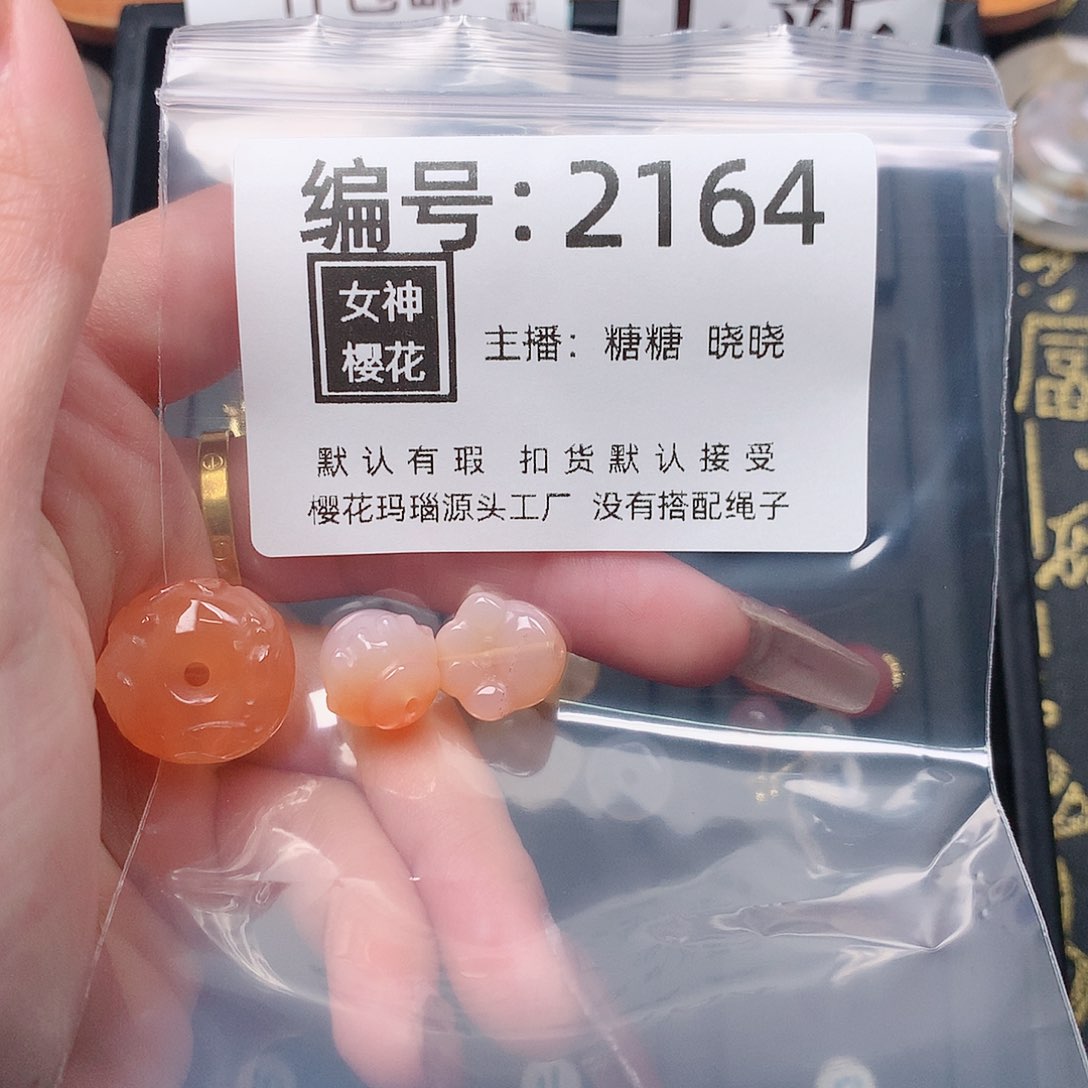 编号:2164
女神
樱花
主播: 糖糖 晓晓
默认有瑕 扣货默认接受
樱花玛瑙源头工厂 没有搭配绳子